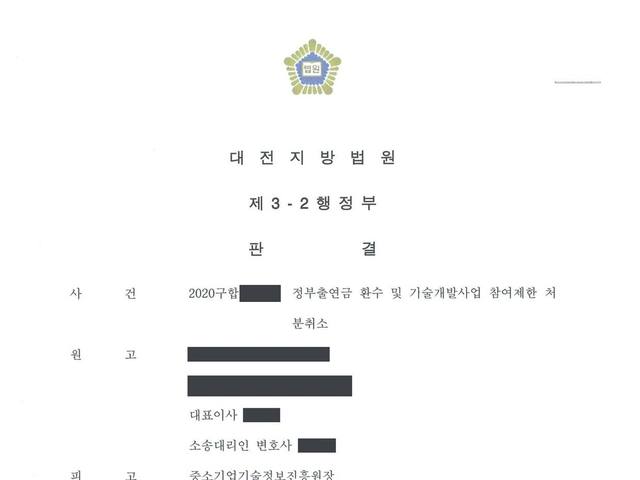 법원
대전지방법원
제3-2행정부
판 결
사 건 2020구합 정부출연금 환수 및 기술개발사업 참여제한 처
분취소
원 고
대표이사
소송대리인 변호사
피 고 중소기업기술정보진흥원장